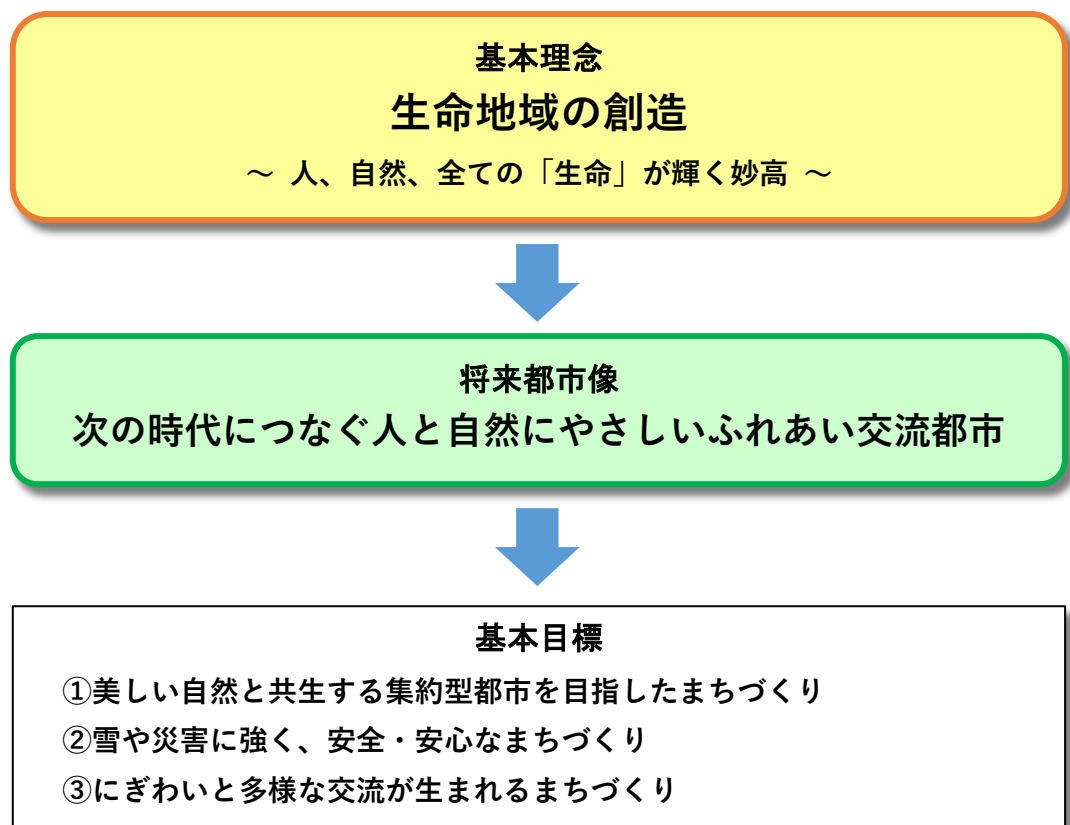 基本理念
生命地域の創造
～ 人、自然、全ての「生命」が輝く妙高 ～
将来都市像
次の時代につなぐ人と自然にやさしいふれあい交流都市
基本目標
①美しい自然と共生する集約型都市を目指したまちづくり
②雪や災害に強く、安全・安心なまちづくり
③にぎわいと多様な交流が生まれるまちづくり